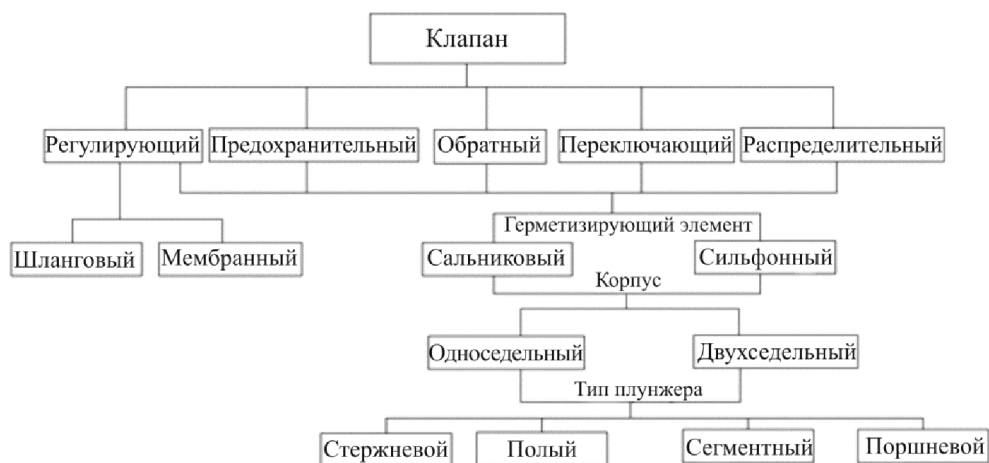 Клапан
Регулирующий
Предохранительный
Обратный
Переключающий
Распределительный
Шланговый
Мембранный
Герметизирующий элемент
Сальниковый
Сильфонный
Корпус
Односедельный
Двухседельный
Тип плунжера
Стержневой
Полый
Сегментный
Поршневой